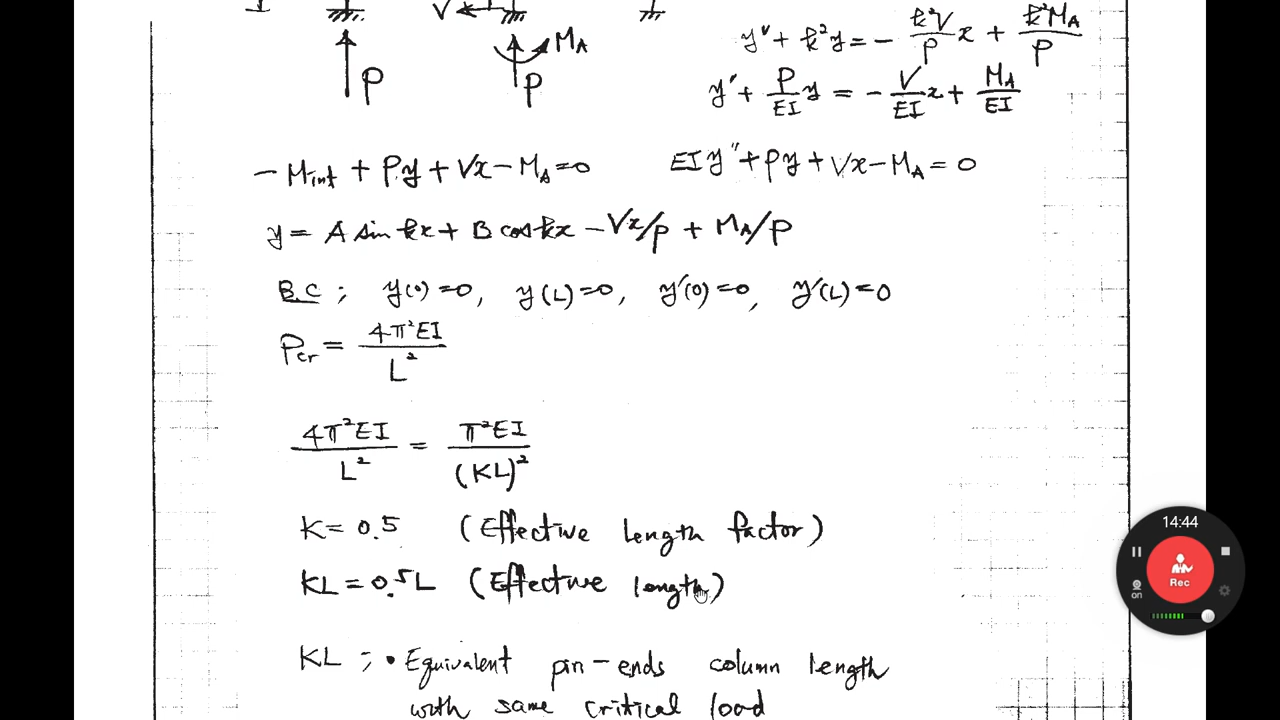 V
M_A
P
P
y'' + k²y = - k²V/P x + k²M_A/P
y'' + P/EI y = - V/EI x + M_A/EI
- M_int + Py + Vx - M_A = 0
EI y'' + Py + Vx - M_A = 0
y = A sin kx + B cos kx - Vx/P + M_A/P
BC ; y(0) = 0, y(L) = 0, y'(0) = 0, y'(L) = 0
P_cr = 4π²EI / L²
4π²EI / L² = π²EI / (KL)²
K = 0.5 (Effective length factor)
KL = 0.5L (Effective length)
KL ; • Equivalent pin-ends column length
with same critical load
14:44
Rec
on